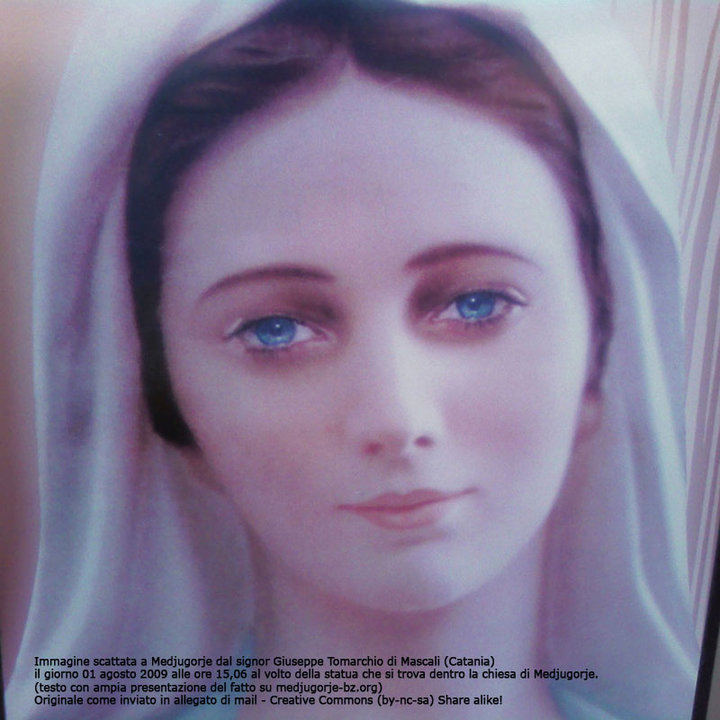 Immagine scattata a Medjugorje dal signor Giuseppe Tomarchio di Mascali (Catania)
il giorno 01 agosto 2009 alle ore 15,06 al volto della statua che si trova dentro la chiesa di Medjugorje.
(testo con ampia presentazione del fatto su medjugorje-bz.org)
Originale come inviato in allegato di mail - Creative Commons (by-nc-sa) Share alike!